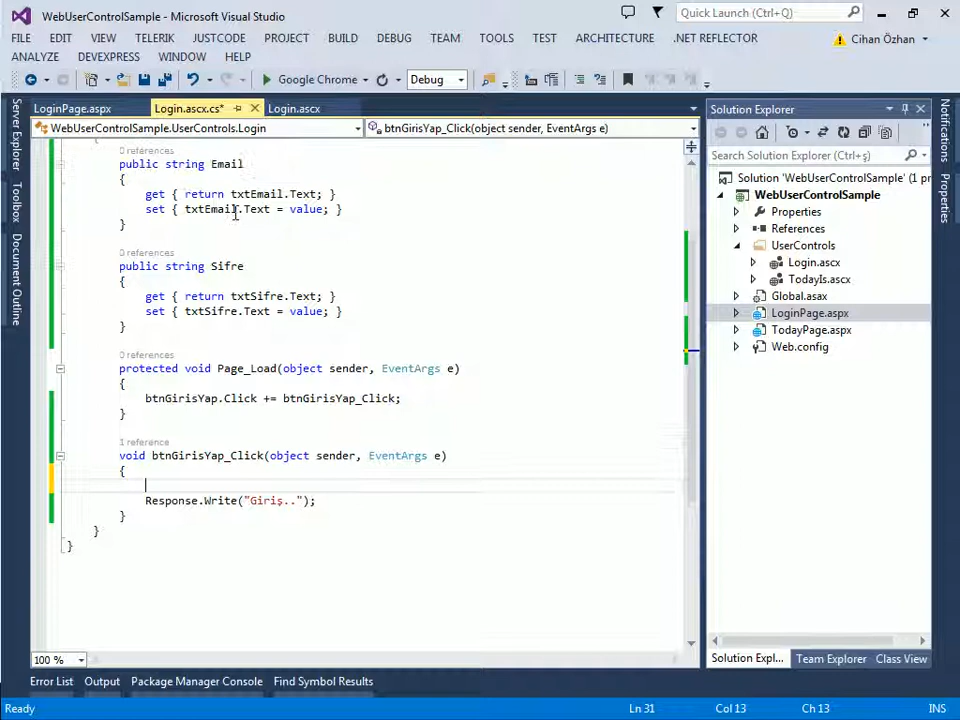 WebUserControlSample - Microsoft Visual Studio
Quick Launch (Ctrl+Q)
FILE EDIT VIEW TELERIK JUSTCODE PROJECT BUILD DEBUG TEAM TOOLS TEST ARCHITECTURE .NET REFLECTOR
Cihan Özhan
ANALYZE DEVEXPRESS WINDOW HELP
Google Chrome
Debug
LoginPage.aspx
Login.ascx.cs*
Login.ascx
WebUserControlSample.UserControls.Login
btnGirisYap_Click(object sender, EventArgs e)
{
0 references
public string Email
{
get { return txtEmail.Text; }
set { txtEmail.Text = value; }
}
0 references
public string Sifre
{
get { return txtSifre.Text; }
set { txtSifre.Text = value; }
}
0 references
protected void Page_Load(object sender, EventArgs e)
{
btnGirisYap.Click += btnGirisYap_Click;
}
1 reference
void btnGirisYap_Click(object sender, EventArgs e)
{
Response.Write("Giriş..");
}
}
}
100 %
Server Explorer
Toolbox
Document Outline
Solution Explorer
Search Solution Explorer (Ctrl+ş)
Solution 'WebUserControlSample' (1 pr
WebUserControlSample
Properties
References
UserControls
Login.ascx
TodayIs.ascx
Global.asax
LoginPage.aspx
TodayPage.aspx
Web.config
Solution Expl...
Team Explorer
Class View
Notifications
Properties
Error List
Output
Package Manager Console
Find Symbol Results
Ready
Ln 31
Col 13
Ch 13
INS